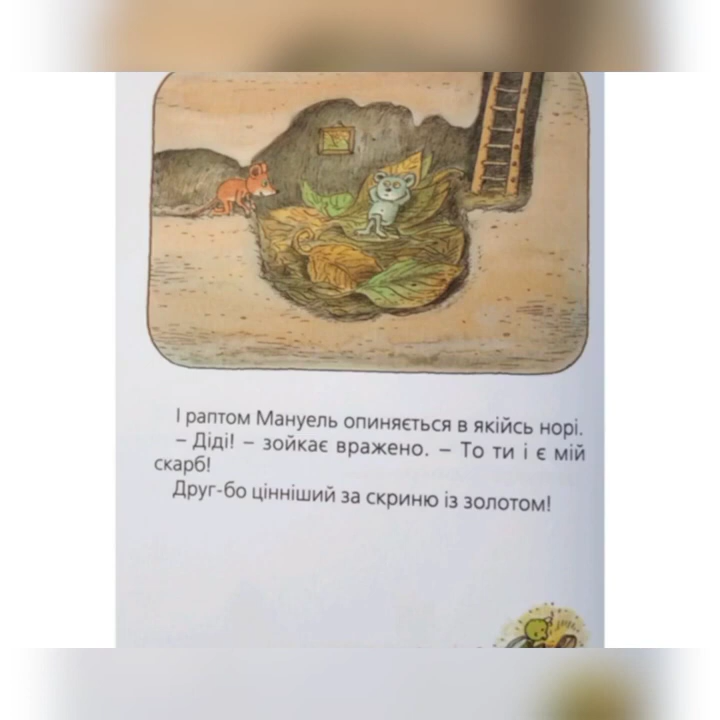 І раптом Мануель опиняється в якійсь норі.
– Діді! – зойкає вражено. – То ти і є мій
скарб!
Друг-бо цінніший за скриню із золотом!